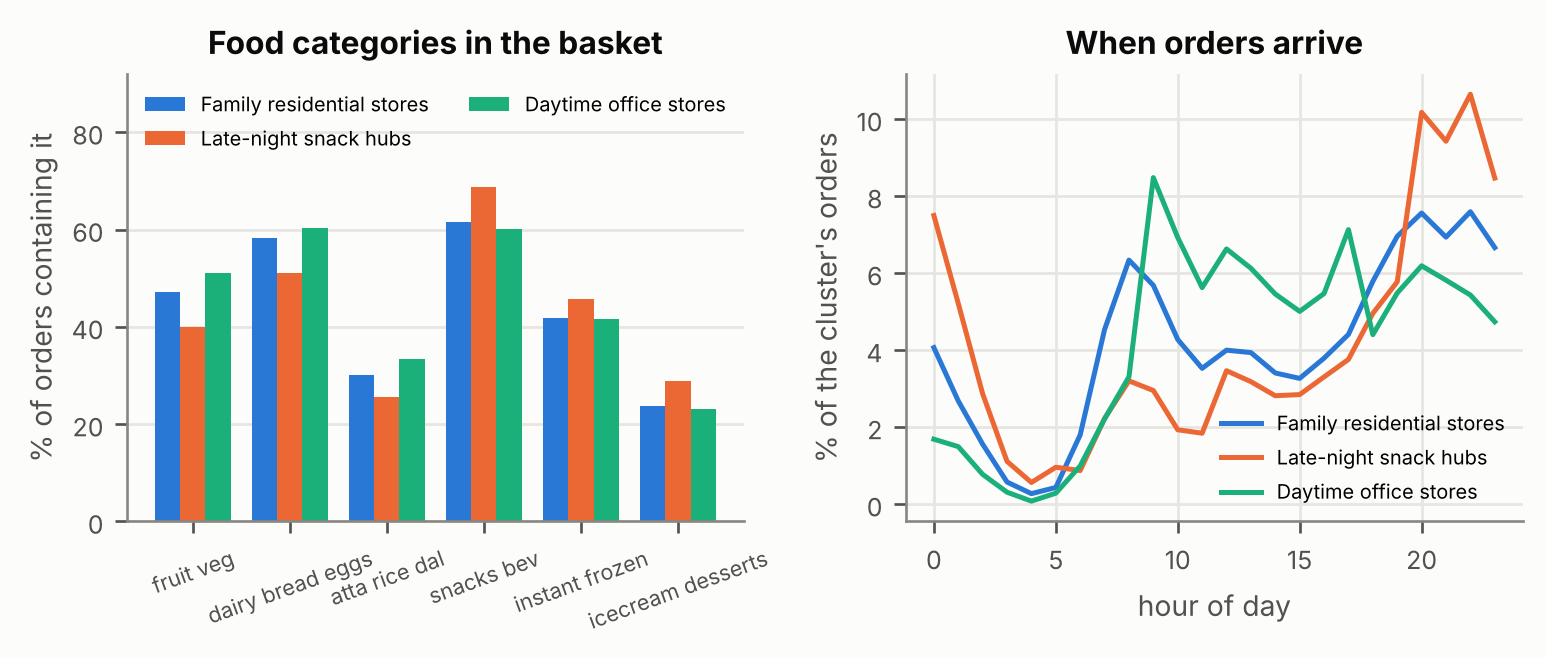 Food categories in the basket
Family residential stores
Late-night snack hubs
Daytime office stores
% of orders containing it
80
60
40
20
0
fruit veg
dairy bread eggs
atta rice dal
snacks bev
instant frozen
icecream desserts
When orders arrive
% of the cluster's orders
10
8
6
4
2
0
Family residential stores
Late-night snack hubs
Daytime office stores
0 5 10 15 20
hour of day